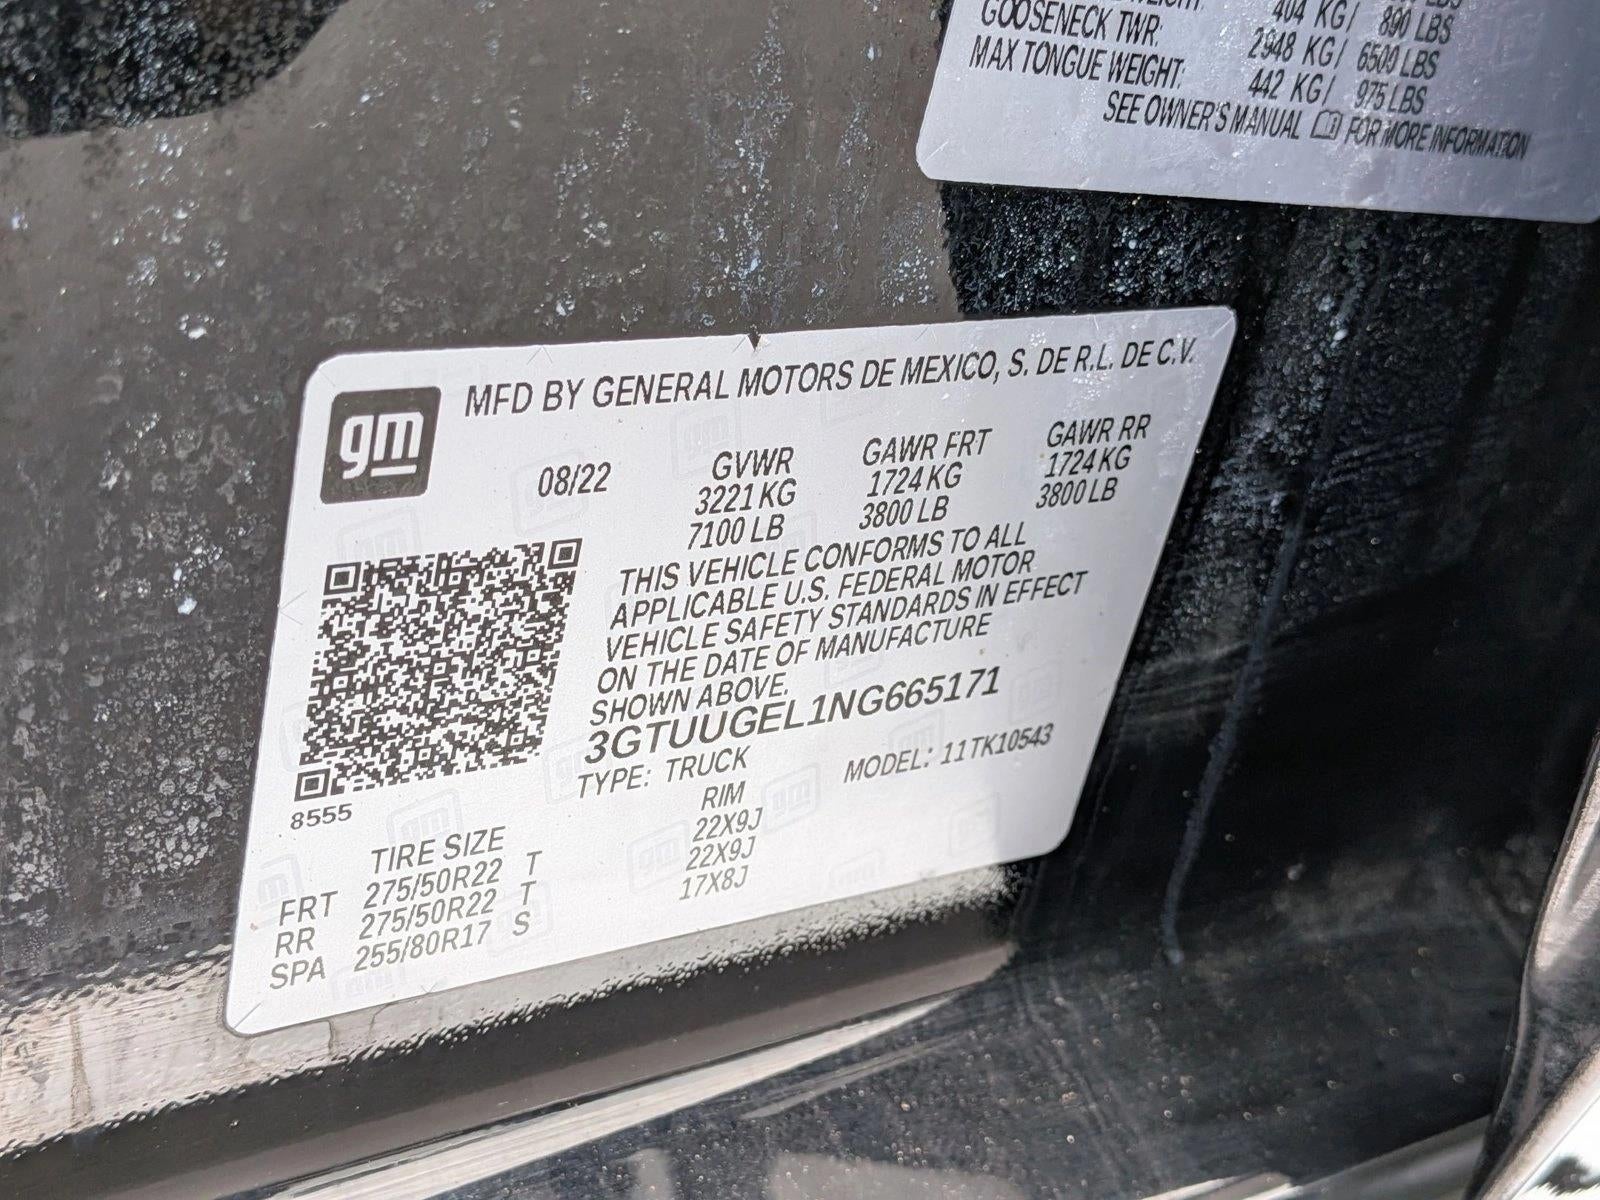 404 KG/ 890 LBS
GOOSENECK TWR: 2948 KG/ 6500 LBS
MAX TONGUE WEIGHT: 442 KG/ 975 LBS
SEE OWNER'S MANUAL FOR MORE INFORMATION
gm
MFD BY GENERAL MOTORS DE MEXICO, S. DE R.L. DE C.V.
08/22 GVWR GAWR FRT GAWR RR
3221 KG 1724 KG 1724 KG
7100 LB 3800 LB 3800 LB
THIS VEHICLE CONFORMS TO ALL
APPLICABLE U.S. FEDERAL MOTOR
VEHICLE SAFETY STANDARDS IN EFFECT
ON THE DATE OF MANUFACTURE
SHOWN ABOVE.
3GTUUGEL1NG665171
TYPE: TRUCK MODEL: 11TK10543
8555
TIRE SIZE RIM
FRT 275/50R22 T 22X9J
RR 275/50R22 T 22X9J
SPA 255/80R17 S 17X8J